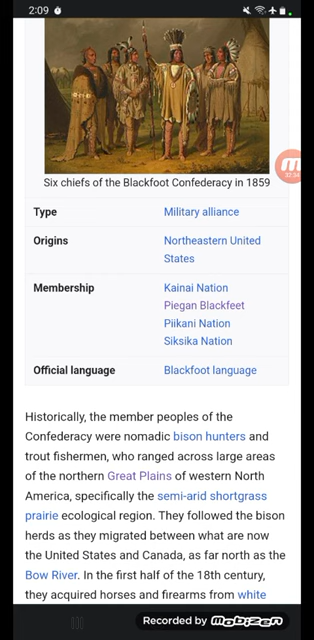 2:09
Six chiefs of the Blackfoot Confederacy in 1859
Type Military alliance
Origins Northeastern United
States
Membership Kainai Nation
Piegan Blackfeet
Piikani Nation
Siksika Nation
Official language Blackfoot language
Historically, the member peoples of the
Confederacy were nomadic bison hunters and
trout fishermen, who ranged across large areas
of the northern Great Plains of western North
America, specifically the semi-arid shortgrass
prairie ecological region. They followed the bison
herds as they migrated between what are now
the United States and Canada, as far north as the
Bow River. In the first half of the 18th century,
they acquired horses and firearms from white
Recorded by Mobizen